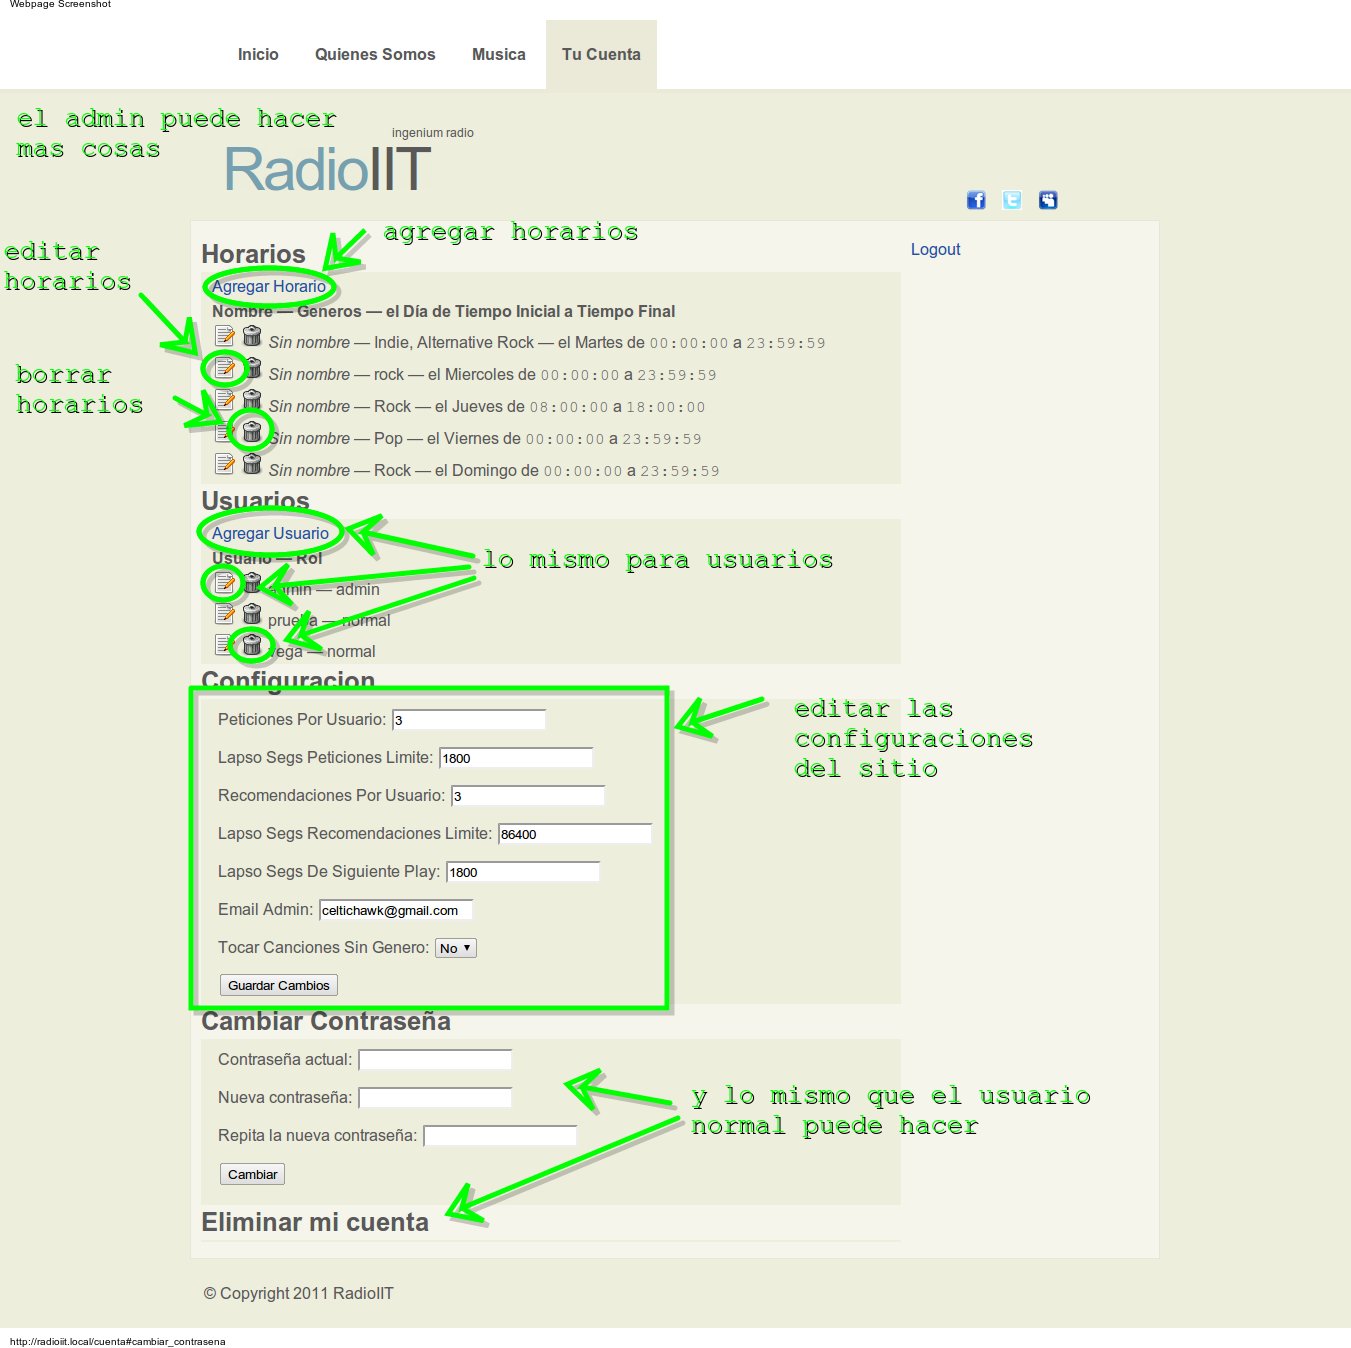 Webpage Screenshot
Inicio Quienes Somos Musica Tu Cuenta
el admin puede hacer
mas cosas
ingenium radio
RadioIIT
agregar horarios
editar
horarios
Horarios
Logout
Agregar Horario
Nombre — Generos — el Día de Tiempo Inicial a Tiempo Final
Sin nombre — Indie, Alternative Rock — el Martes de 00:00:00 a 23:59:59
Sin nombre — rock — el Miercoles de 00:00:00 a 23:59:59
borrar
horarios
Sin nombre — Rock — el Jueves de 08:00:00 a 18:00:00
Sin nombre — Pop — el Viernes de 00:00:00 a 23:59:59
Sin nombre — Rock — el Domingo de 00:00:00 a 23:59:59
Usuarios
Agregar Usuario
lo mismo para usuarios
Usuario — Rol
admin — admin
prueba — normal
vega — normal
Configuracion
Peticiones Por Usuario: 3
editar las
configuraciones
del sitio
Lapso Segs Peticiones Limite: 1800
Recomendaciones Por Usuario: 3
Lapso Segs Recomendaciones Limite: 86400
Lapso Segs De Siguiente Play: 1800
Email Admin: celtichawk@gmail.com
Tocar Canciones Sin Genero: No
Guardar Cambios
Cambiar Contraseña
Contraseña actual:
Nueva contraseña:
y lo mismo que el usuario
normal puede hacer
Repita la nueva contraseña:
Cambiar
Eliminar mi cuenta
© Copyright 2011 RadioIIT
http://radioiit.local/cuenta#cambiar_contrasena